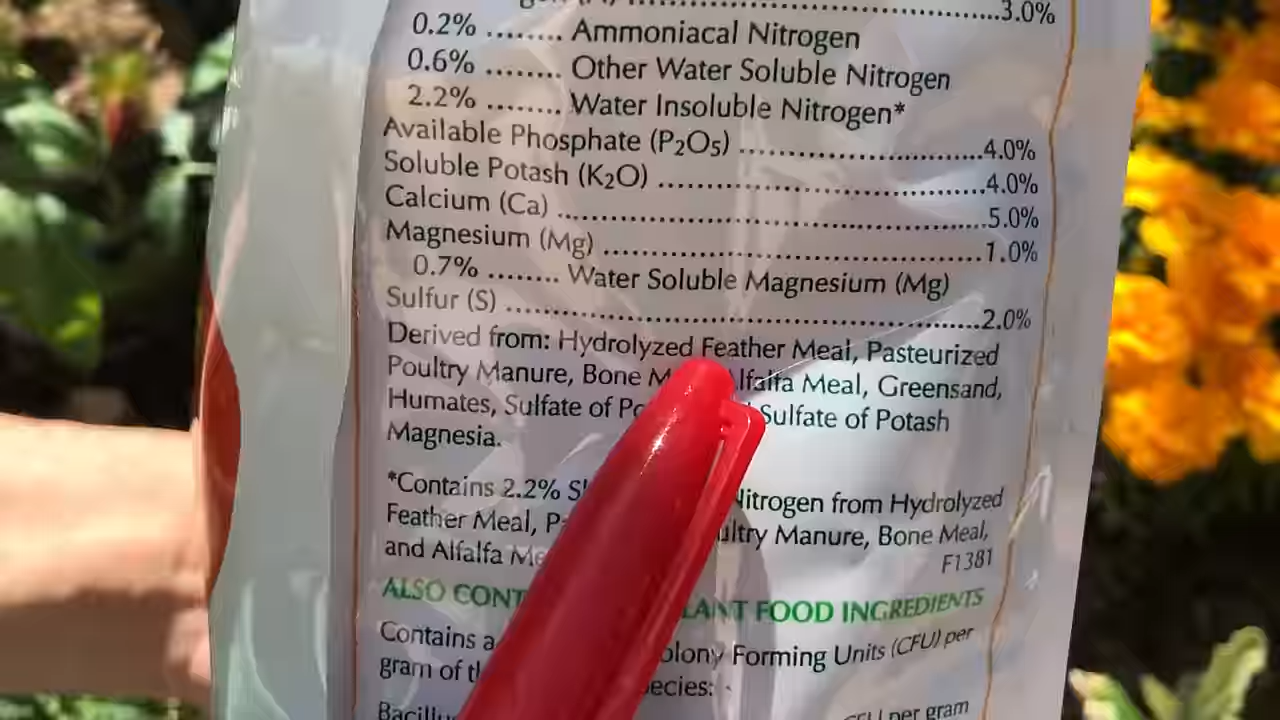 3.0%
0.2% ........ Ammoniacal Nitrogen
0.6% ........ Other Water Soluble Nitrogen
2.2% ........ Water Insoluble Nitrogen*
Available Phosphate (P2O5) ................................4.0%
Soluble Potash (K2O) ..........................................4.0%
Calcium (Ca) ......................................................5.0%
Magnesium (Mg) ................................................1.0%
0.7% ........ Water Soluble Magnesium (Mg)
Sulfur (S) ............................................................2.0%
Derived from: Hydrolyzed Feather Meal, Pasteurized
Poultry Manure, Bone Alfalfa Meal, Greensand,
Humates, Sulfate of Sulfate of Potash
Magnesia.
*Contains 2.2% Nitrogen from Hydrolyzed
Feather Meal, Poultry Manure, Bone Meal,
and Alfalfa
F1381
ALSO PLANT FOOD INGREDIENTS
Contains Colony Forming Units (CFU) per
gram of species:
CFU per gram